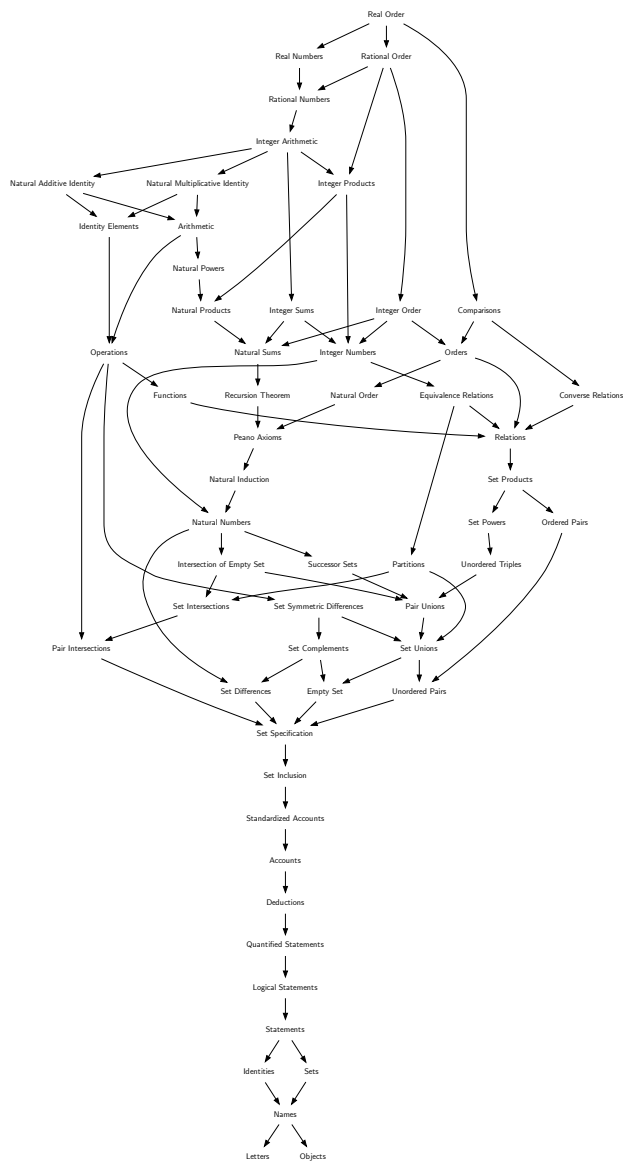 Real Order
Real Numbers Rational Order
Rational Numbers
Integer Arithmetic
Natural Additive Identity Natural Multiplicative Identity Integer Products
Identity Elements Arithmetic
Natural Powers
Natural Products Integer Sums Integer Order Comparisons
Operations Natural Sums Integer Numbers Orders
Functions Recursion Theorem Natural Order Equivalence Relations Converse Relations
Peano Axioms Relations
Natural Induction Set Products
Natural Numbers Set Powers Ordered Pairs
Intersection of Empty Set Successor Sets Partitions Unordered Triples
Set Intersections Set Symmetric Differences Pair Unions
Pair Intersections Set Complements Set Unions
Set Differences Empty Set Unordered Pairs
Set Specification
Set Inclusion
Standardized Accounts
Accounts
Deductions
Quantified Statements
Logical Statements
Statements
Identities Sets
Names
Letters Objects